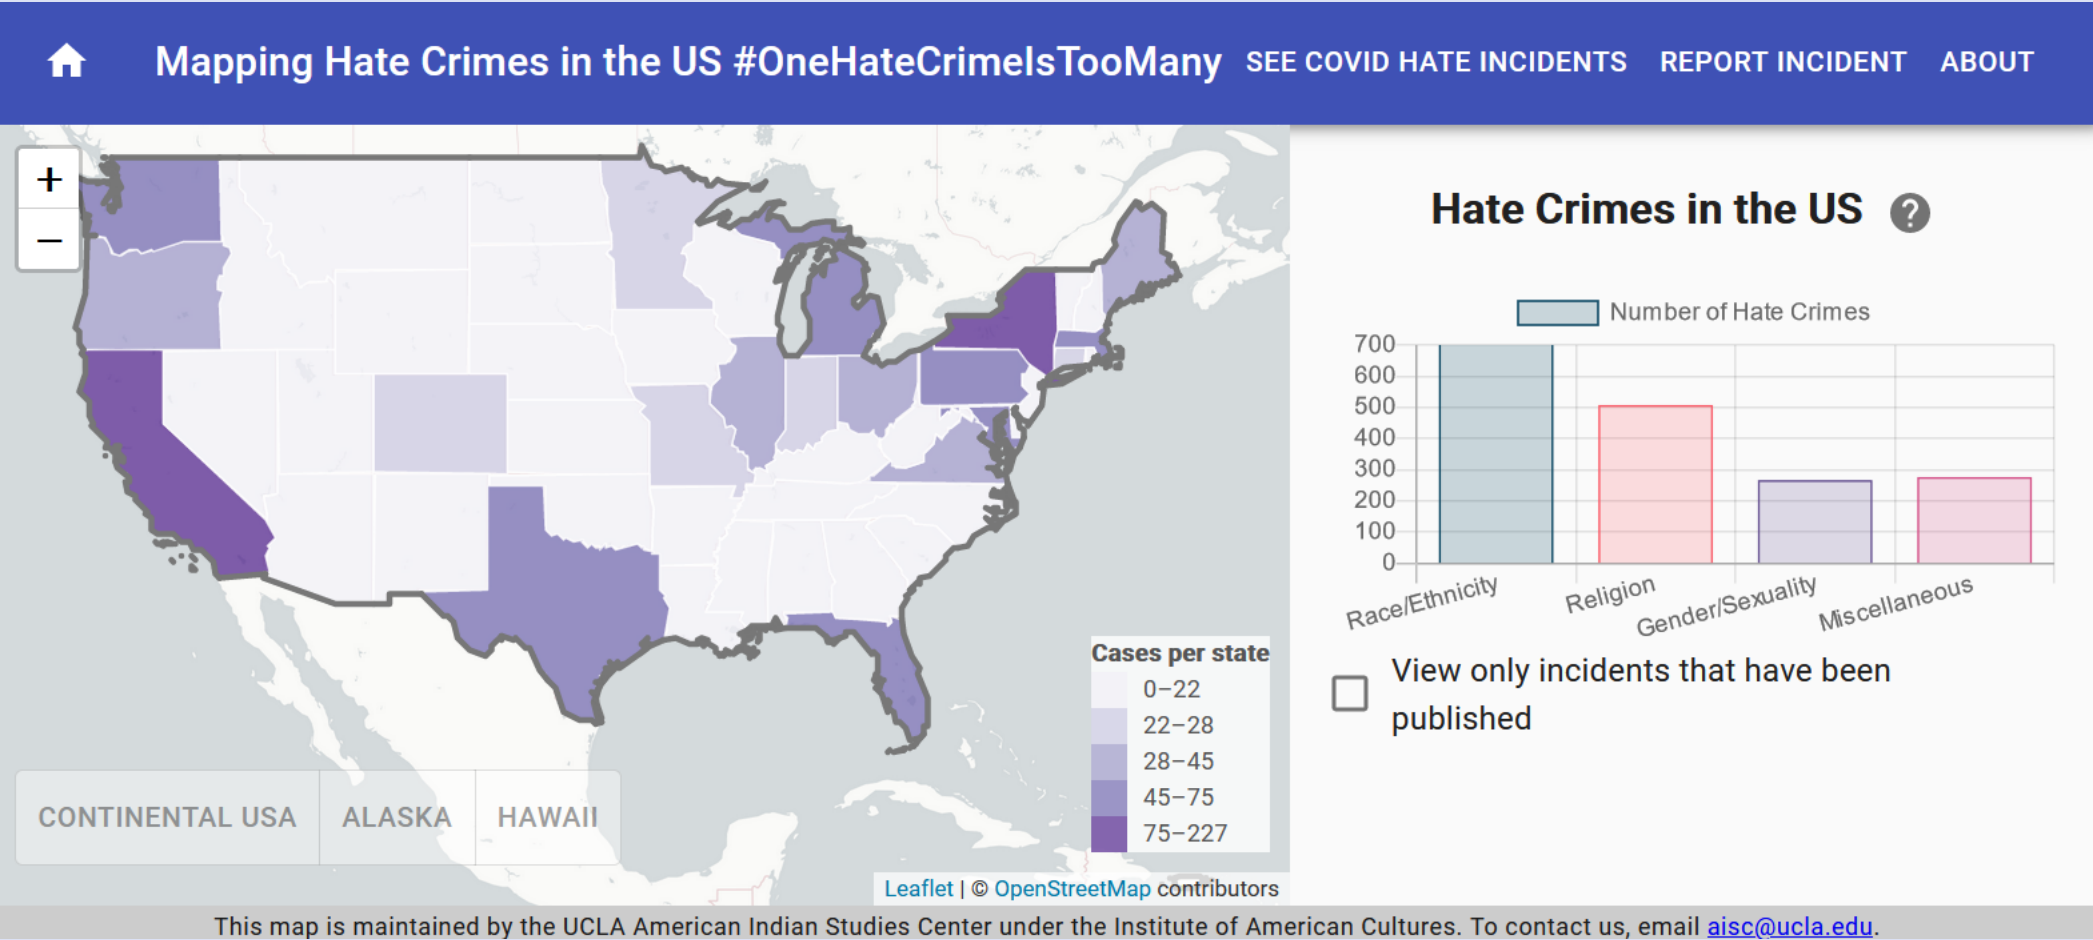 Mapping Hate Crimes in the US #OneHateCrimeIsTooMany SEE COVID HATE INCIDENTS REPORT INCIDENT ABOUT
+
−
CONTINENTAL USA ALASKA HAWAII
Cases per state
0–22
22–28
28–45
45–75
75–227
Leaflet | © OpenStreetMap contributors
Hate Crimes in the US ?
Number of Hate Crimes
700
600
500
400
300
200
100
0
Race/Ethnicity Religion Gender/Sexuality Miscellaneous
View only incidents that have been
published
This map is maintained by the UCLA American Indian Studies Center under the Institute of American Cultures. To contact us, email aisc@ucla.edu.